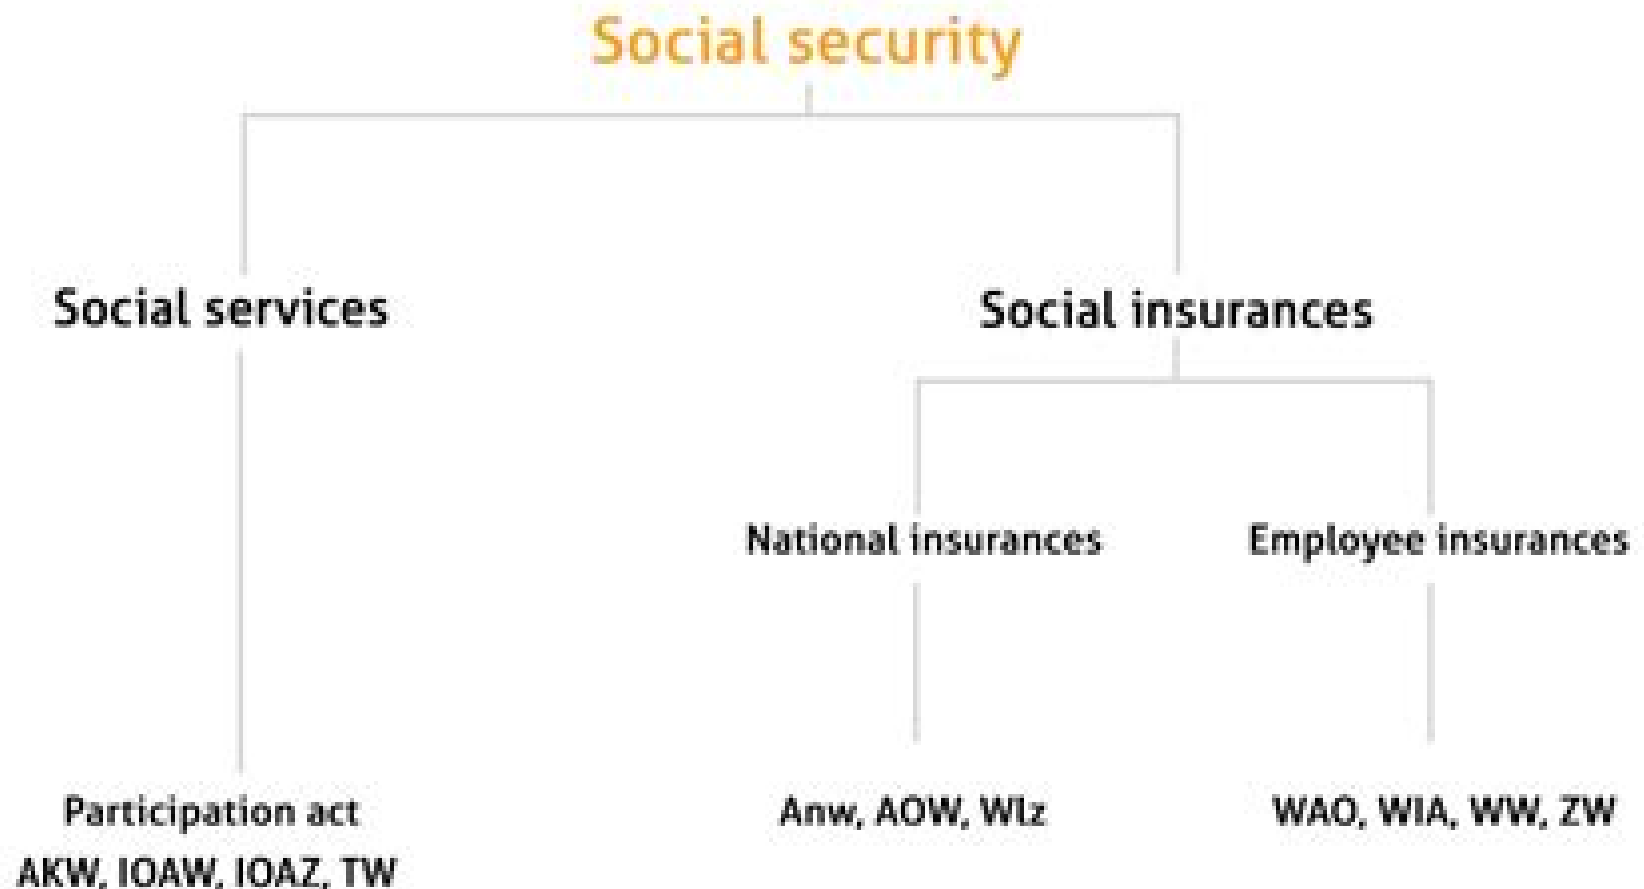 Social security
Social services
Social insurances
National insurances
Employee insurances
Participation act
AKW, IOAW, IOAZ, TW
Anw, AOW, Wlz
WAO, WIA, WW, ZW